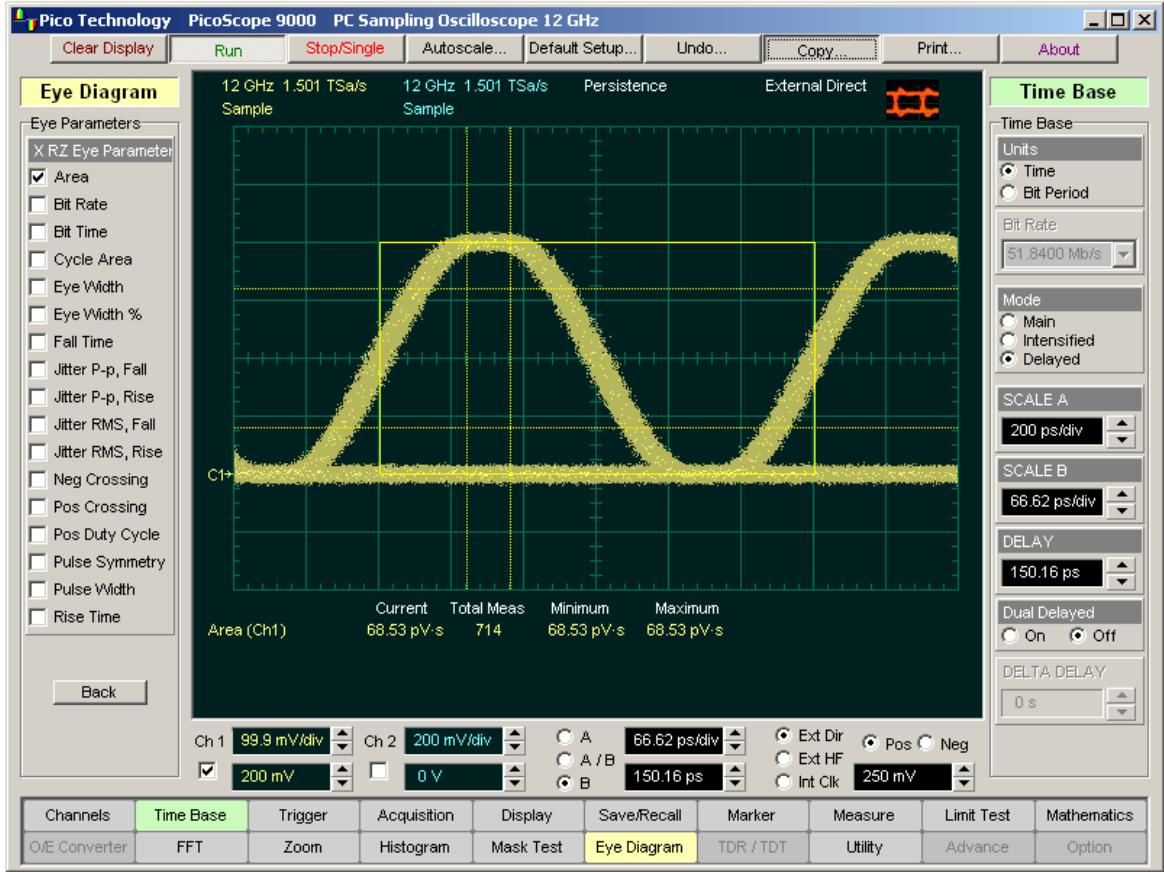 Pico Technology PicoScope 9000 PC Sampling Oscilloscope 12 GHz
Clear Display Run Stop/Single Autoscale... Default Setup... Undo... Copy.... Print... About
Eye Diagram
Eye Parameters
X RZ Eye Parameter
Area
Bit Rate
Bit Time
Cycle Area
Eye Width
Eye Width %
Fall Time
Jitter P-p, Fall
Jitter P-p, Rise
Jitter RMS, Fall
Jitter RMS, Rise
Neg Crossing
Pos Crossing
Pos Duty Cycle
Pulse Symmetry
Pulse Width
Rise Time
Back
12 GHz 1.501 TSa/s 12 GHz 1.501 TSa/s Persistence External Direct
Sample Sample
C1
Current Total Meas Minimum Maximum
Area (Ch1) 68.53 pV·s 714 68.53 pV·s 68.53 pV·s
Time Base
Time Base
Units
Time
Bit Period
Bit Rate
51.8400 Mb/s
Mode
Main
Intensified
Delayed
SCALE A
200 ps/div
SCALE B
66.62 ps/div
DELAY
150.16 ps
Dual Delayed
On Off
DELTA DELAY
0 s
Ch 1 99.9 mV/div Ch 2 200 mV/div A 66.62 ps/div Ext Dir Pos Neg
A / B Ext HF
200 mV 0 V B 150.16 ps Int Clk 250 mV
Channels Time Base Trigger Acquisition Display Save/Recall Marker Measure Limit Test Mathematics
O/E Converter FFT Zoom Histogram Mask Test Eye Diagram TDR / TDT Utility Advance Option